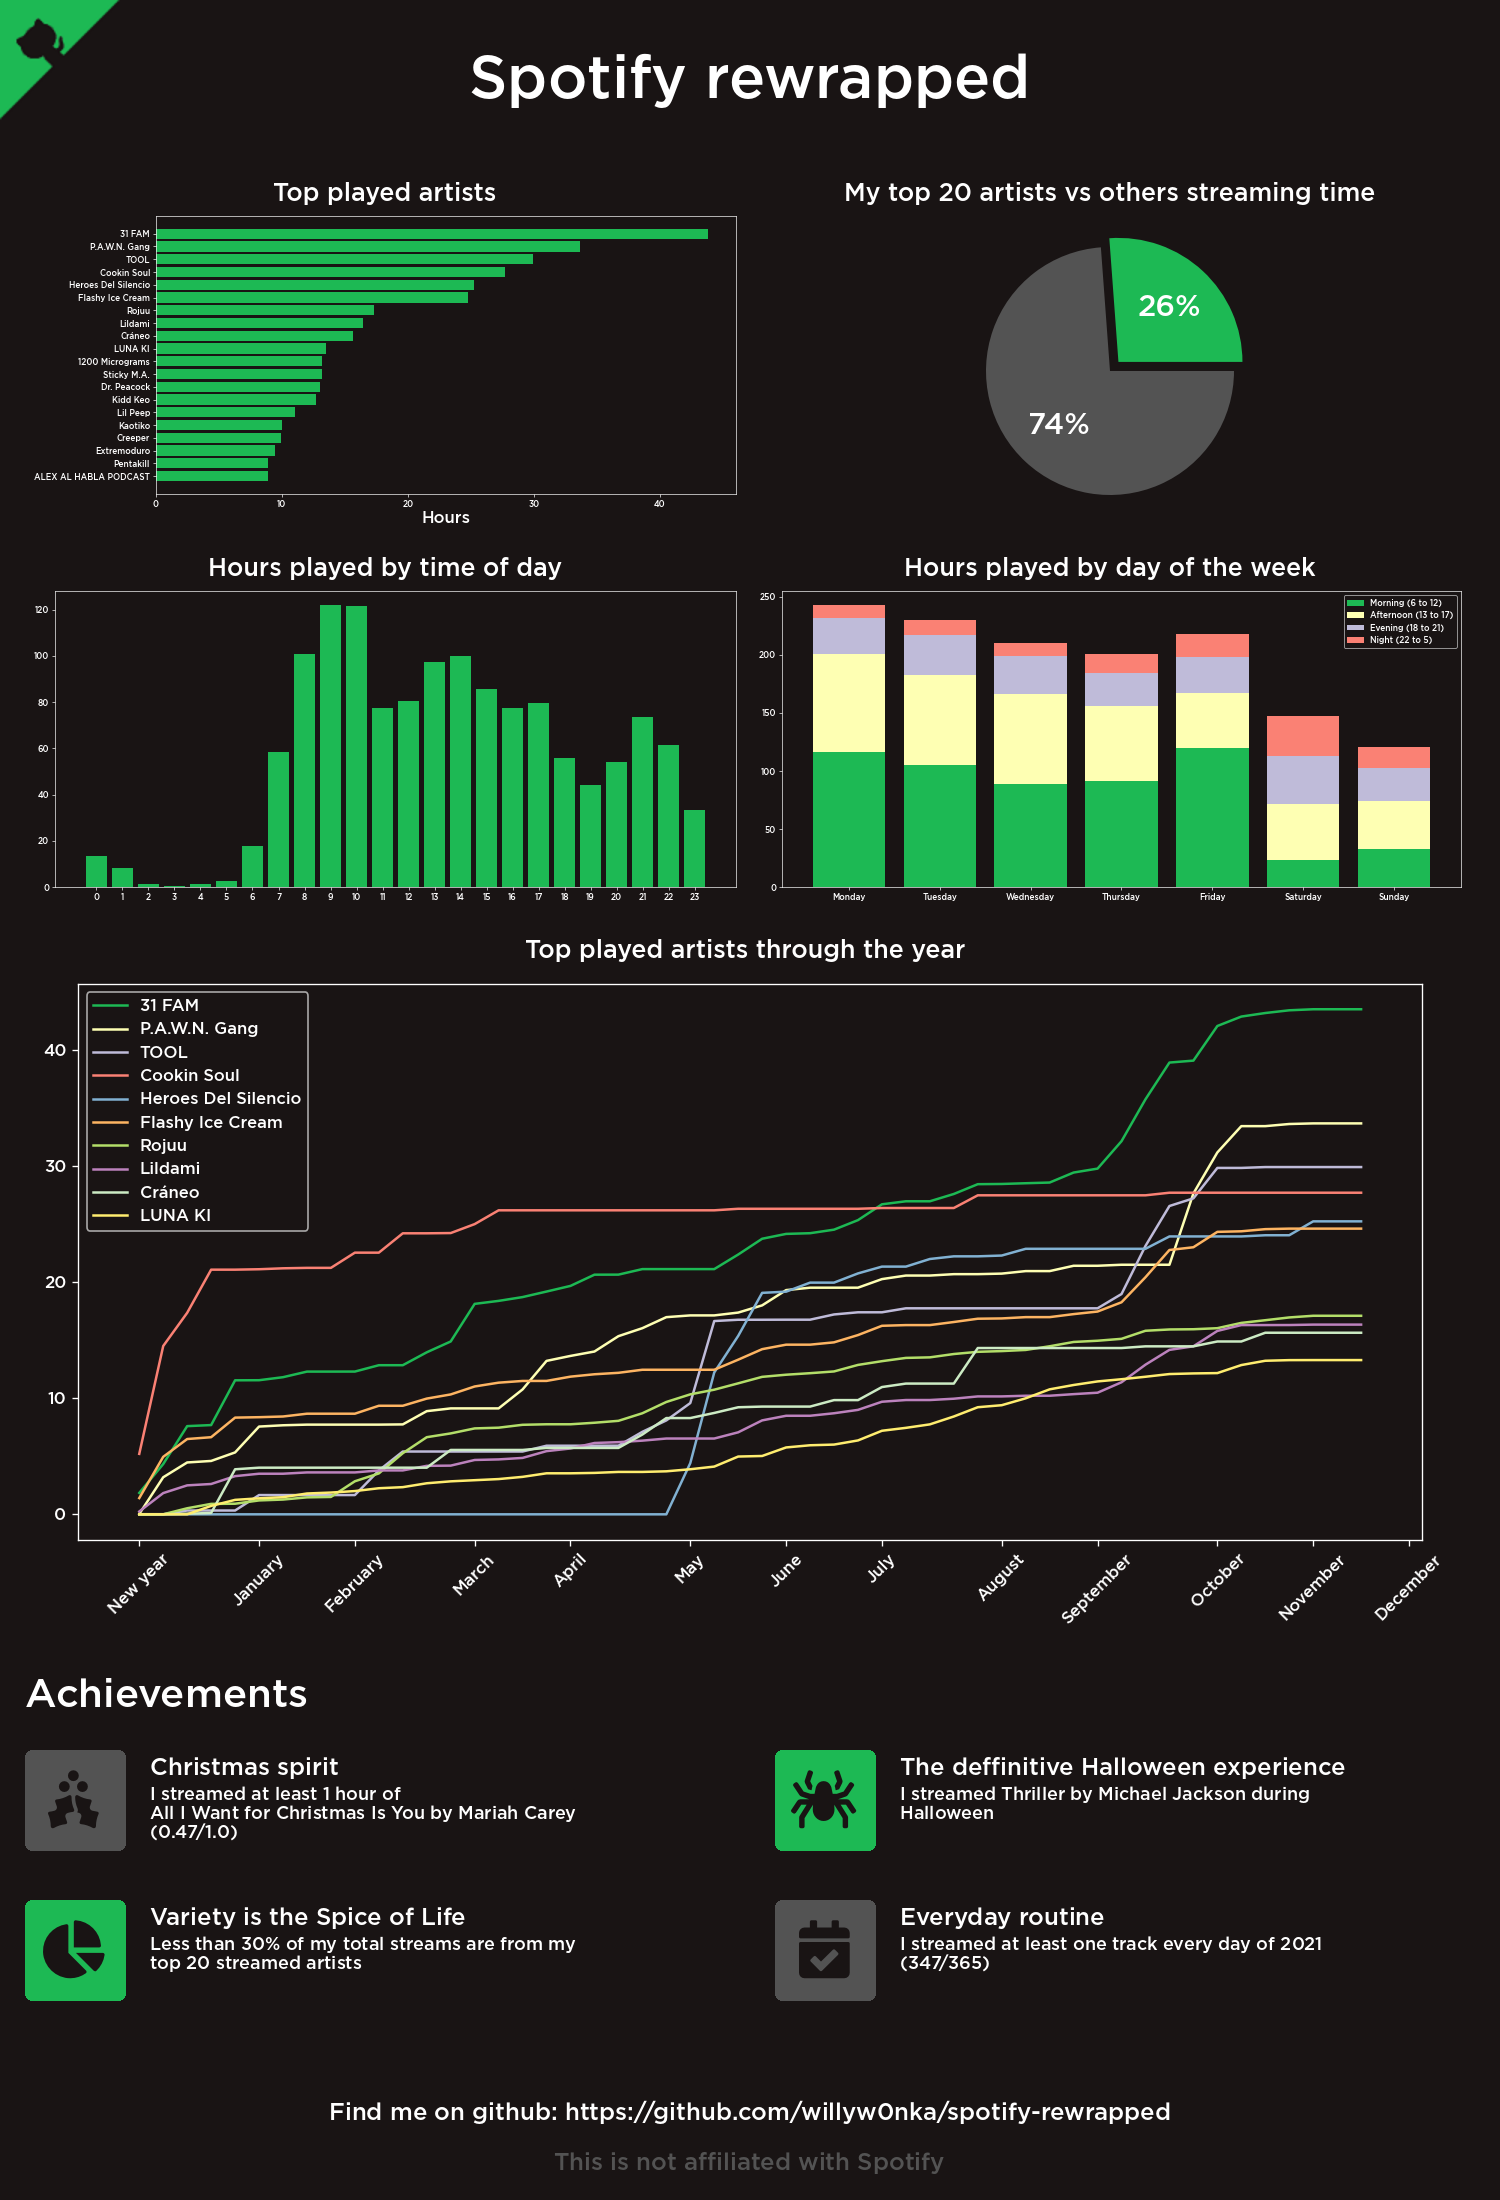 Spotify rewrapped
Top played artists
31 FAM
P.A.W.N. Gang
TOOL
Cookin Soul
Heroes Del Silencio
Flashy Ice Cream
Rojuu
Lildami
Cráneo
LUNA KI
1200 Micrograms
Sticky M.A.
Dr. Peacock
Kidd Keo
Lil Peep
Kaotiko
Creeper
Extremoduro
Pentakill
ALEX AL HABLA PODCAST
0 10 20 30 40
Hours
My top 20 artists vs others streaming time
26%
74%
Hours played by time of day
120
100
80
60
40
20
0
0 1 2 3 4 5 6 7 8 9 10 11 12 13 14 15 16 17 18 19 20 21 22 23
Hours played by day of the week
250
200
150
100
50
0
Morning (6 to 12)
Afternoon (13 to 17)
Evening (18 to 21)
Night (22 to 5)
Monday Tuesday Wednesday Thursday Friday Saturday Sunday
Top played artists through the year
31 FAM
P.A.W.N. Gang
TOOL
Cookin Soul
Heroes Del Silencio
Flashy Ice Cream
Rojuu
Lildami
Cráneo
LUNA KI
40
30
20
10
0
New year January February March April May June July August September October November December
Achievements
Christmas spirit
I streamed at least 1 hour of
All I Want for Christmas Is You by Mariah Carey
(0.47/1.0)
The deffinitive Halloween experience
I streamed Thriller by Michael Jackson during
Halloween
Variety is the Spice of Life
Less than 30% of my total streams are from my
top 20 streamed artists
Everyday routine
I streamed at least one track every day of 2021
(347/365)
Find me on github: https://github.com/willyw0nka/spotify-rewrapped
This is not affiliated with Spotify